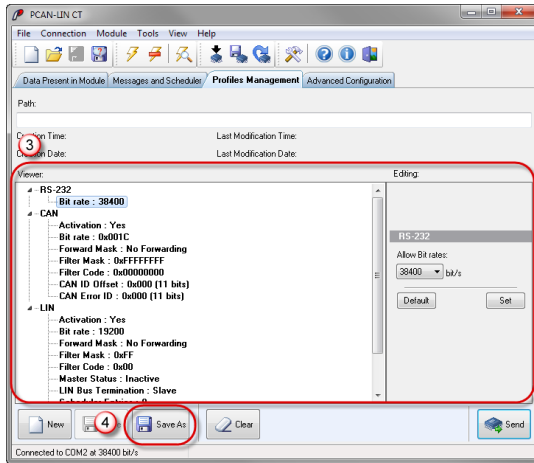 PCAN-LIN CT
File Connection Module Tools View Help
Data Present in Module Messages and Scheduler Profiles Management Advanced Configuration
Path:
Time: Last Modification Time:
Date: Last Modification Date:
3
Viewer: Editing:
RS-232
Bit rate : 38400
CAN
Activation : Yes
Bit rate : 0x001C
Forward Mask : No Forwarding
Filter Mask : 0xFFFFFFFF
Filter Code : 0x00000000
CAN ID Offset : 0x000 (11 bits)
CAN Error ID : 0x000 (11 bits)
LIN
Activation : Yes
Bit rate : 19200
Forward Mask : No Forwarding
Filter Mask : 0xFF
Filter Code : 0x00
Master Status : Inactive
LIN Bus Termination : Slave
RS-232
Allow Bit rates:
38400 bit/s
Default Set
New 4 Save As Clear Send
Connected to COM2 at 38400 bit/s